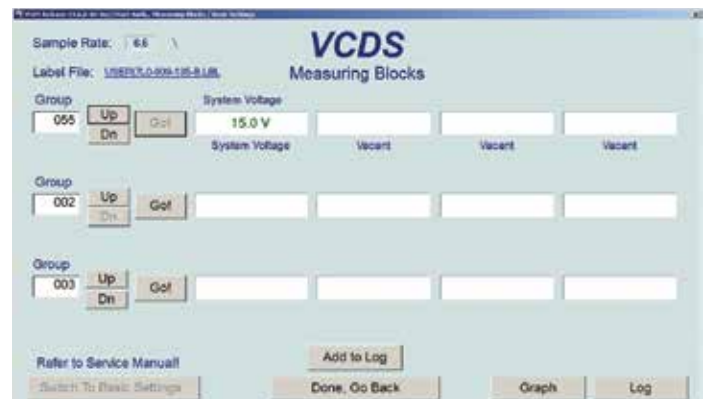 Sample Rate: 6.6
VCDS
Label File:
Measuring Blocks
Group
System Voltage
055 Up Go! 15.0 V
Dn
System Voltage Vacant Vacant Vacant
Group
002 Up Go!
Dn
Group
003 Up Go!
Dn
Refer to Service Manual!
Add to Log
Switch To Basic Settings Done, Go Back Graph Log